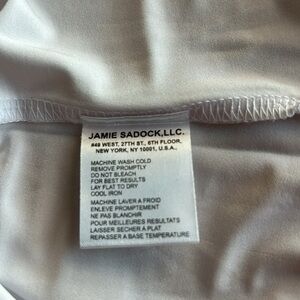 JAMIE SADOCK,LLC.
#49 WEST, 27TH ST., 6TH FLOOR,
NEW YORK, NY 10001, U.S.A.,
MACHINE WASH COLD
REMOVE PROMPTLY
DO NOT BLEACH
FOR BEST RESULTS
LAY FLAT TO DRY
COOL IRON
MACHINE LAVER A FROID
ENLEVE PROMPTEMENT
NE PAS BLANCHIR
POUR MEILLEURES RESULTATS
LAISSER SECHER A PLAT
REPASSER A BASE TEMPERATURE